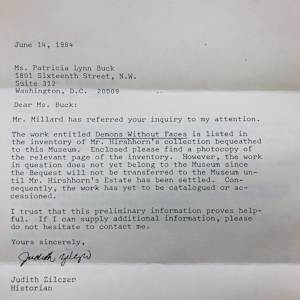 June 14, 1984
Ms. Patricia Lynn Buck
1801 Sixteenth Street, N.W.
Suite 312
Washington, D.C. 20009
Dear Ms. Buck:
Mr. Millard has referred your inquiry to my attention.
The work entitled Demons Without Faces is listed
in the inventory of Mr. Hirshhorn's collection bequeathed
to this Museum. Enclosed please find a photocopy of
the relevant page of the inventory. However, the work
in question does not yet belong to the Museum since
the Bequest will not be transferred to the Museum un-
til Mr. Hirshhorn's Estate has been settled. Con-
sequently, the work has yet to be catalogued or ac-
cessioned.
I trust that this preliminary information proves help-
ful. If I can supply additional information, please
do not hesitate to contact me.
Yours sincerely,
Judith Zilczer
Judith Zilczer
Historian